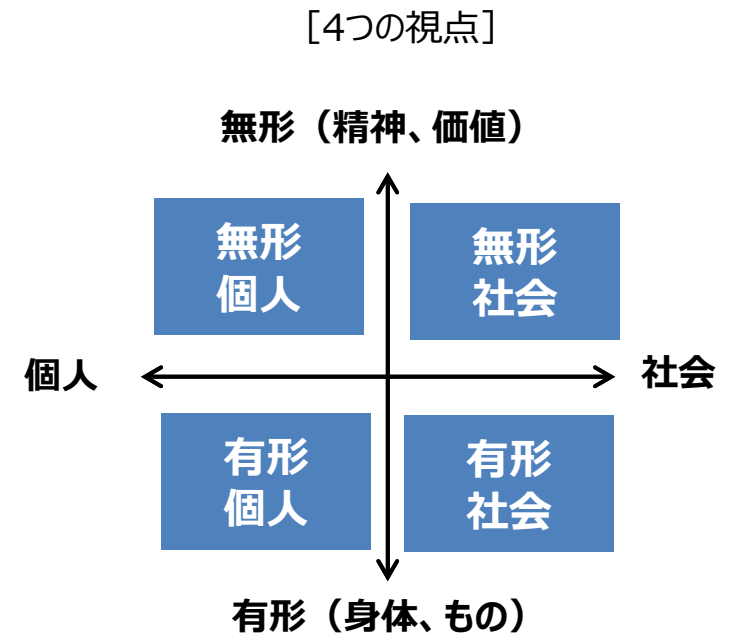 ［4つの視点］
無形（精神、価値）
無形
個人
無形
社会
個人
社会
有形
個人
有形
社会
有形（身体、もの）